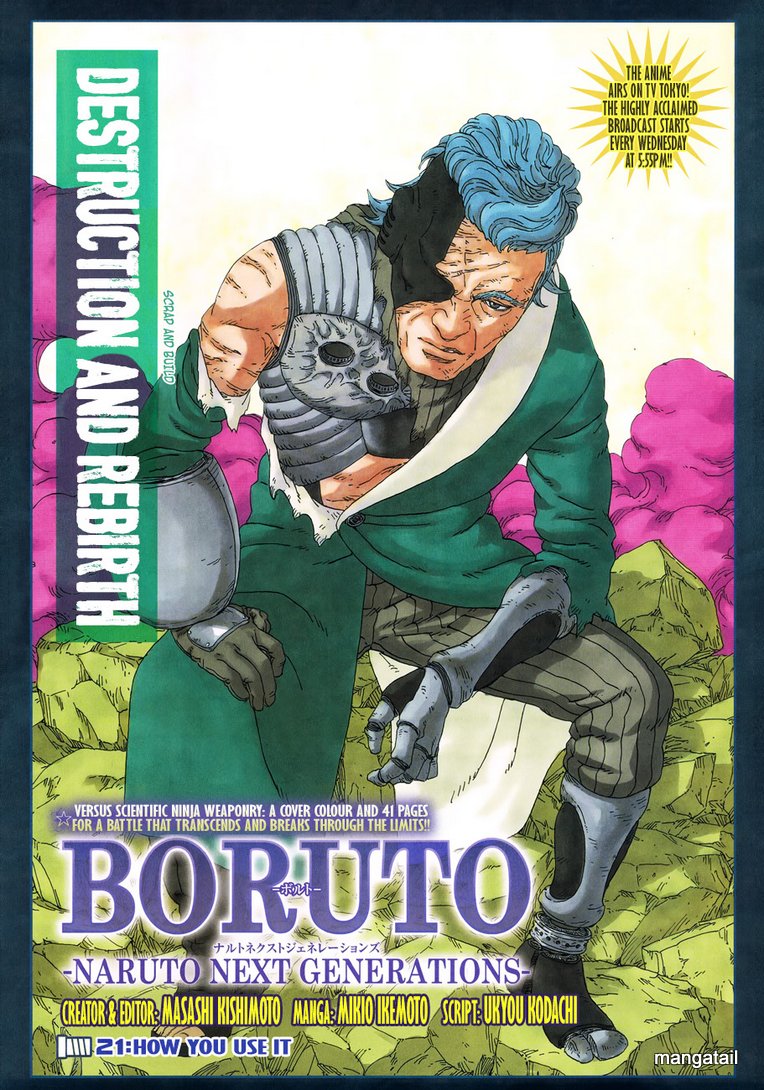 THE ANIME
AIRS ON TV TOKYO!
THE HIGHLY ACCLAIMED
BROADCAST STARTS
EVERY WEDNESDAY
AT 5:55PM!!
DESTRUCTION AND REBIRTH
SCRAP AND BUILD
☆ VERSUS SCIENTIFIC NINJA WEAPONRY: A COVER COLOUR AND 41 PAGES
FOR A BATTLE THAT TRANSCENDS AND BREAKS THROUGH THE LIMITS!!
BORUTO
-ボルト-
ナルトネクストジェネレーションズ
-NARUTO NEXT GENERATIONS-
CREATOR & EDITOR: MASASHI KISHIMOTO MANGA: MIKIO IKEMOTO SCRIPT: UKYOU KODACHI
21:HOW YOU USE IT
mangatail